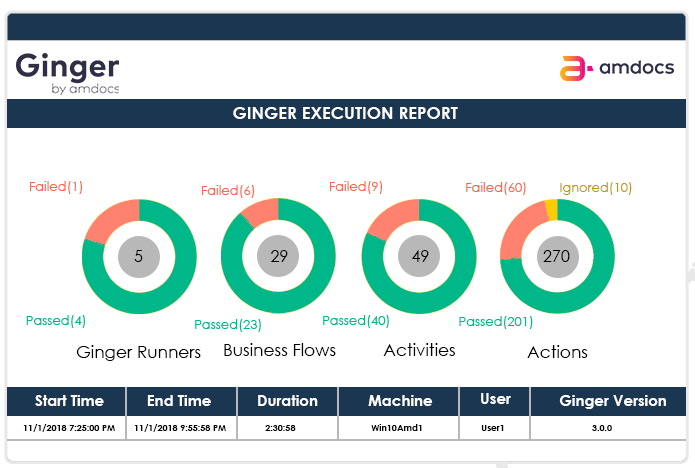 Ginger
by amdocs
amdocs
GINGER EXECUTION REPORT
Failed(1)
Failed(6)
Failed(9)
Failed(60)
Ignored(10)
5
29
49
270
Passed(4)
Passed(23)
Passed(40)
Passed(201)
Ginger Runners
Business Flows
Activities
Actions
Start Time End Time Duration Machine User Ginger Version
11/1/2018 7:25:00 PM 11/1/2018 9:55:58 PM 2:30:58 Win10Amd1 User1 3.0.0